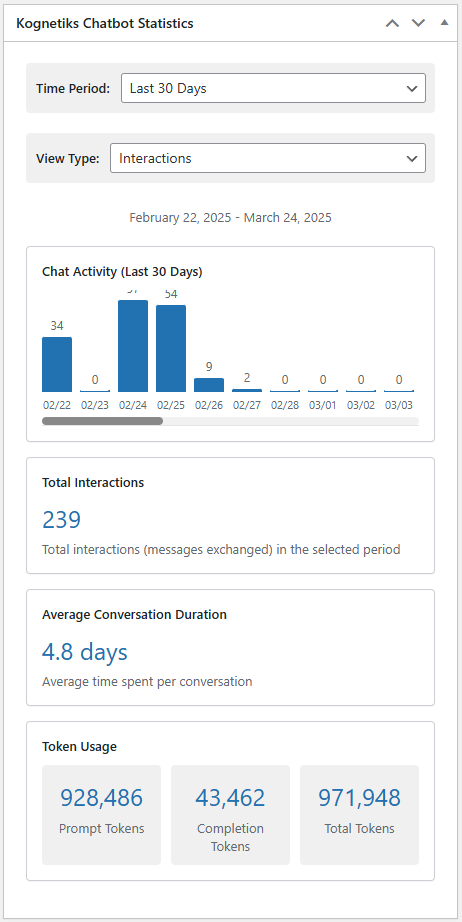 Kognetiks Chatbot Statistics
Time Period: Last 30 Days
View Type: Interactions
February 22, 2025 - March 24, 2025
Chat Activity (Last 30 Days)
34 0 54 9 2 0 0 0 0
02/22 02/23 02/24 02/25 02/26 02/27 02/28 03/01 03/02 03/03
Total Interactions
239
Total interactions (messages exchanged) in the selected period
Average Conversation Duration
4.8 days
Average time spent per conversation
Token Usage
928,486 43,462 971,948
Prompt Tokens Completion Total Tokens
Tokens